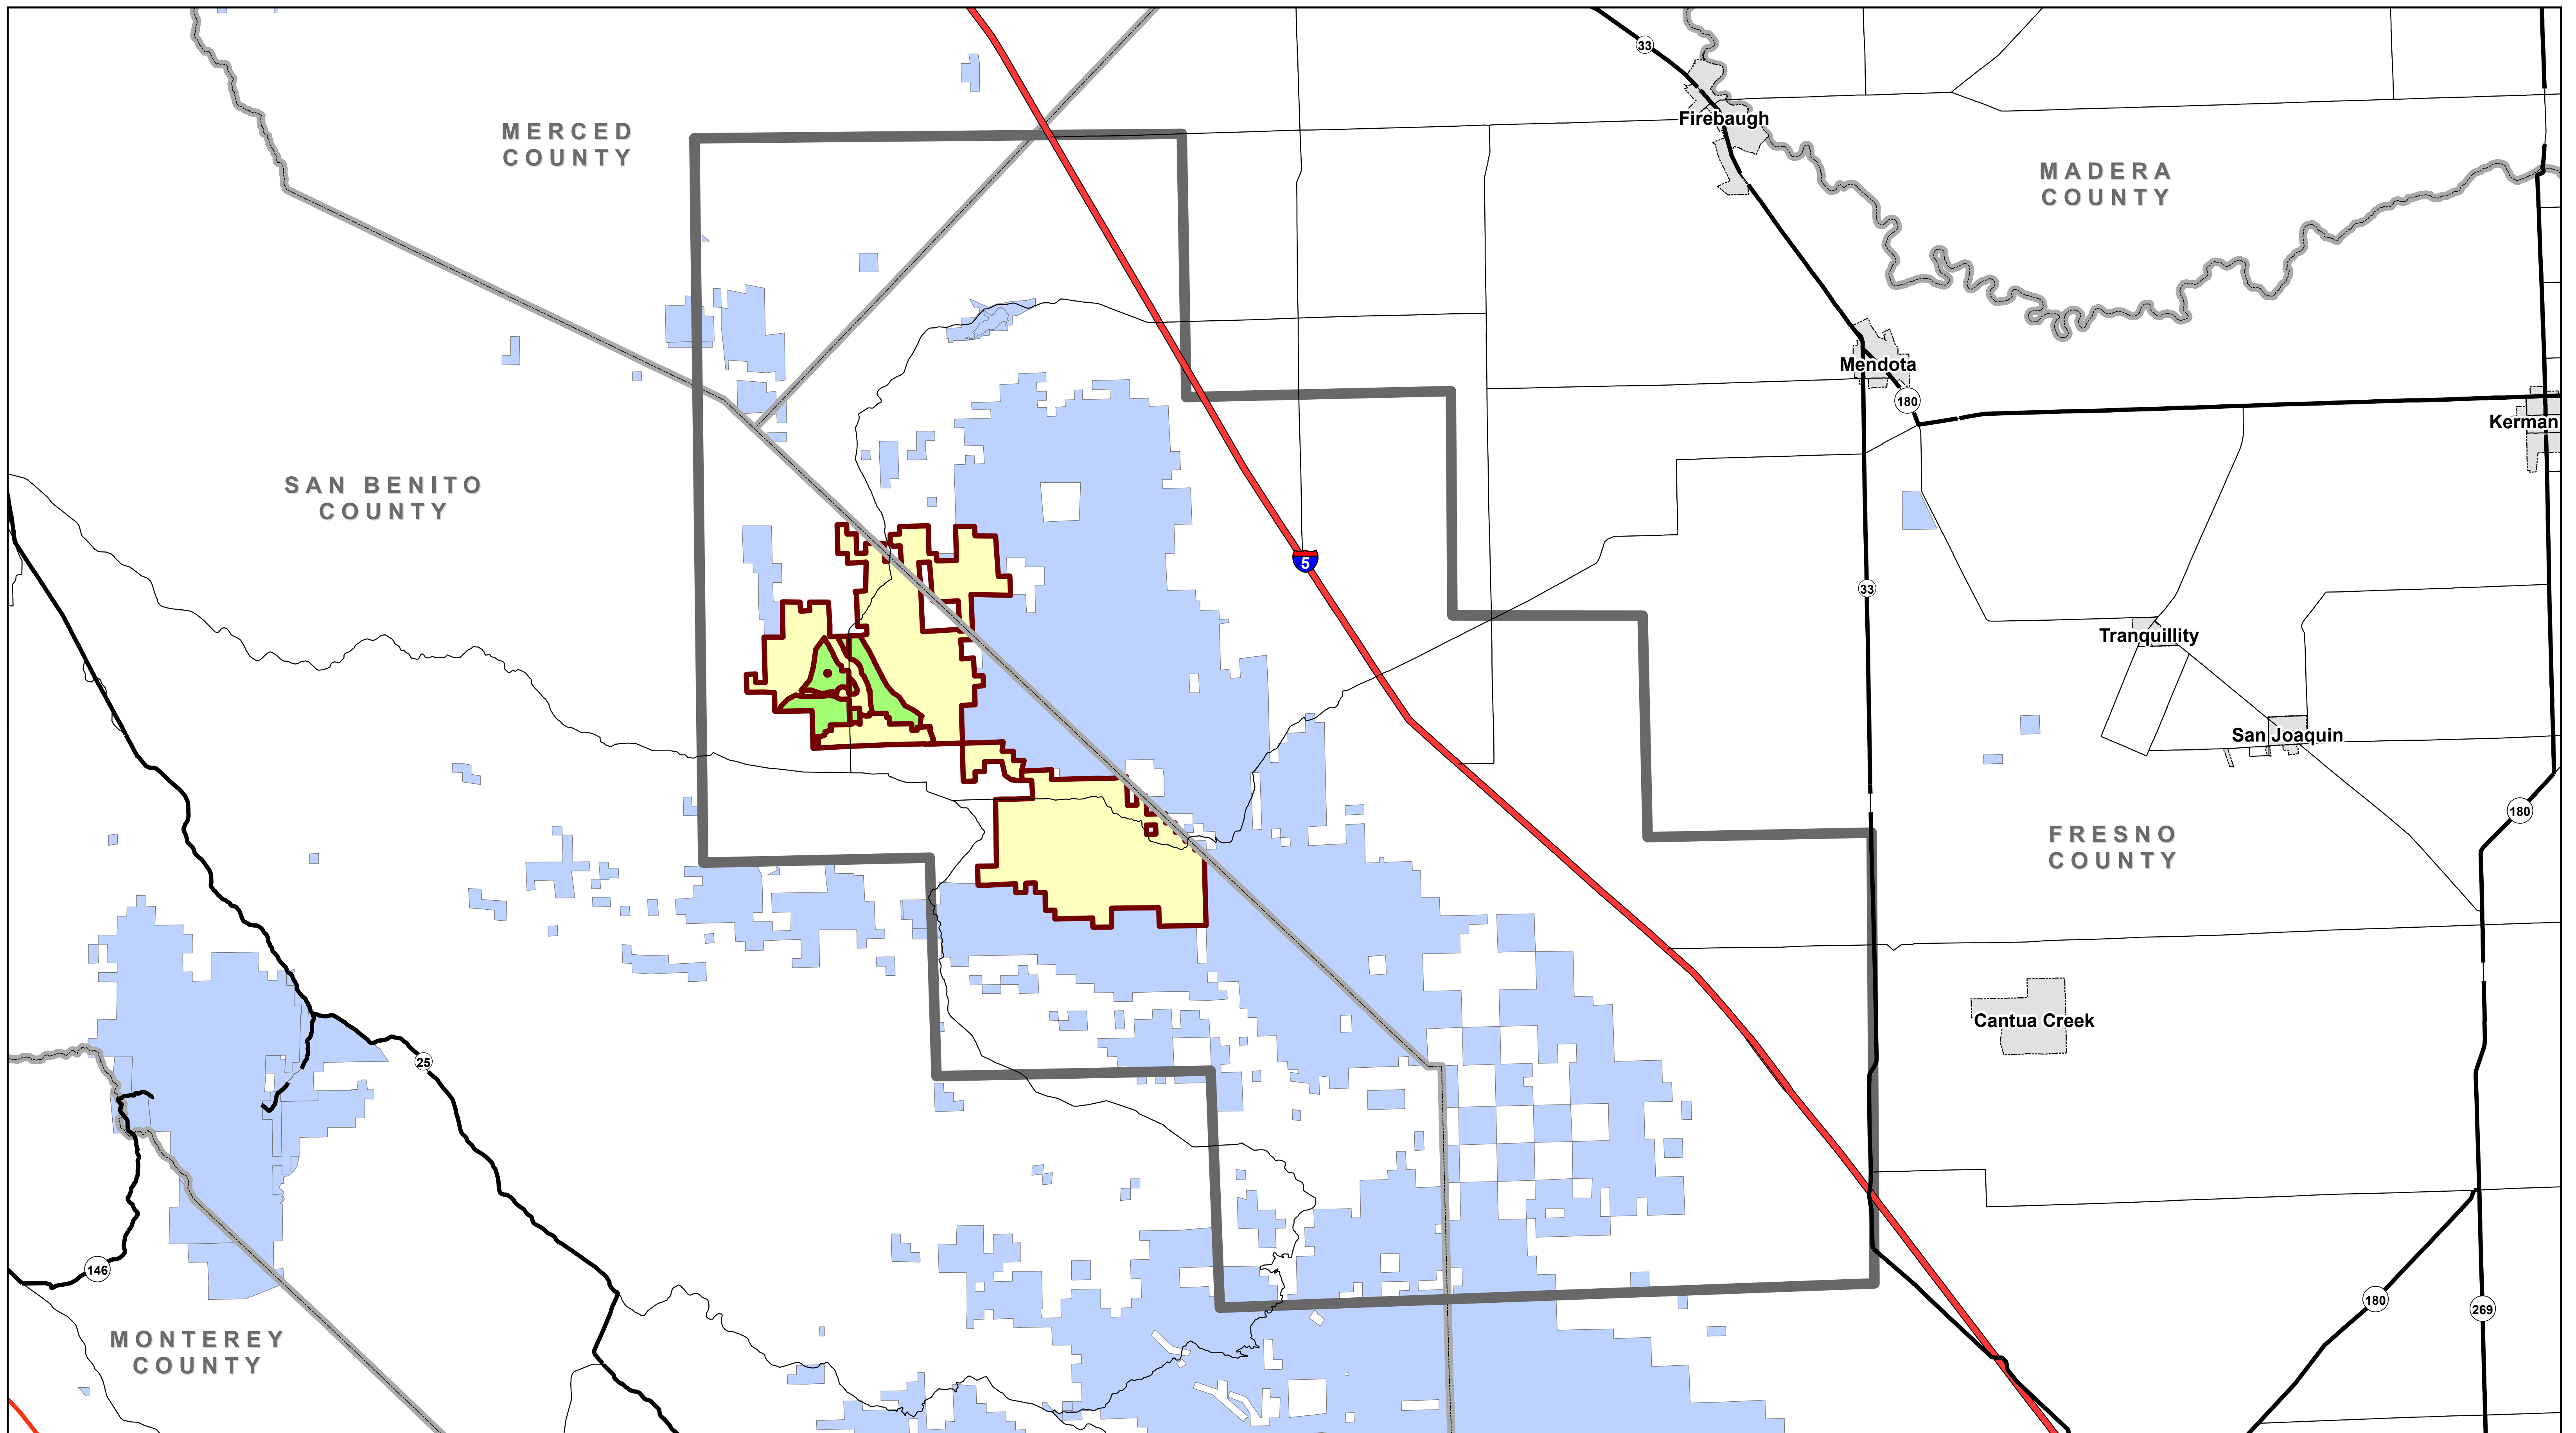 33
Firebaugh
MERCED
COUNTY
MADERA
COUNTY
Mendota
180
Kerman
SAN BENITO
COUNTY
5
33
Tranquillity
San Joaquin
180
FRESNO
COUNTY
Cantua Creek
25
146
180
269
MONTEREY
COUNTY